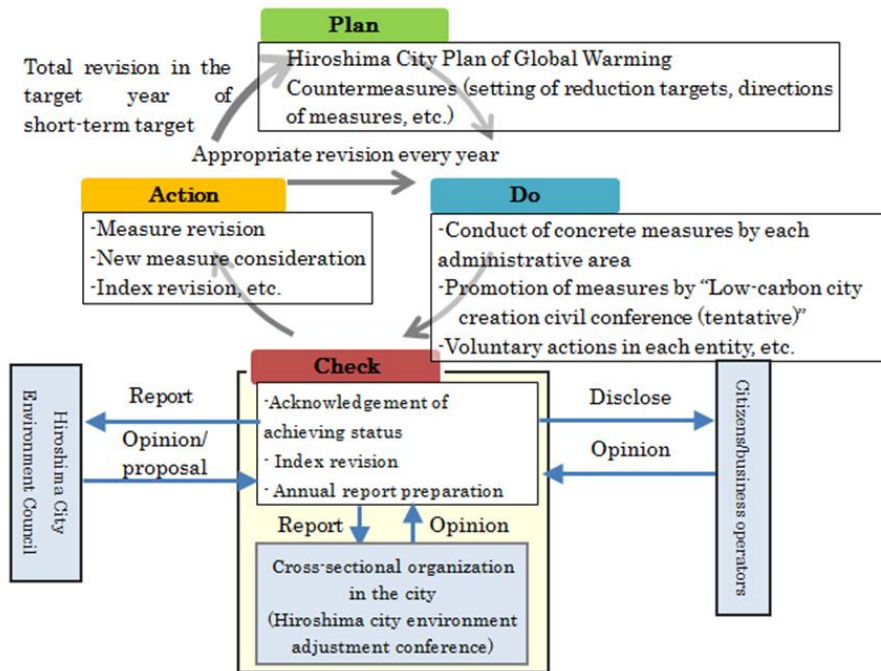 Plan
Hiroshima City Plan of Global Warming
Countermeasures (setting of reduction targets, directions
of measures, etc.)
Total revision in the
target year of
short-term target
Appropriate revision every year
Action
-Measure revision
-New measure consideration
-Index revision, etc.
Do
-Conduct of concrete measures by each
administrative area
-Promotion of measures by “Low-carbon city
creation civil conference (tentative)”
-Voluntary actions in each entity, etc.
Check
-Acknowledgement of
achieving status
- Index revision
- Annual report preparation
Hiroshima City
Environment Council
Report
Opinion/
proposal
Disclose
Opinion
Citizens/business operators
Report
Opinion
Cross-sectional organization
in the city
(Hiroshima city environment
adjustment conference)